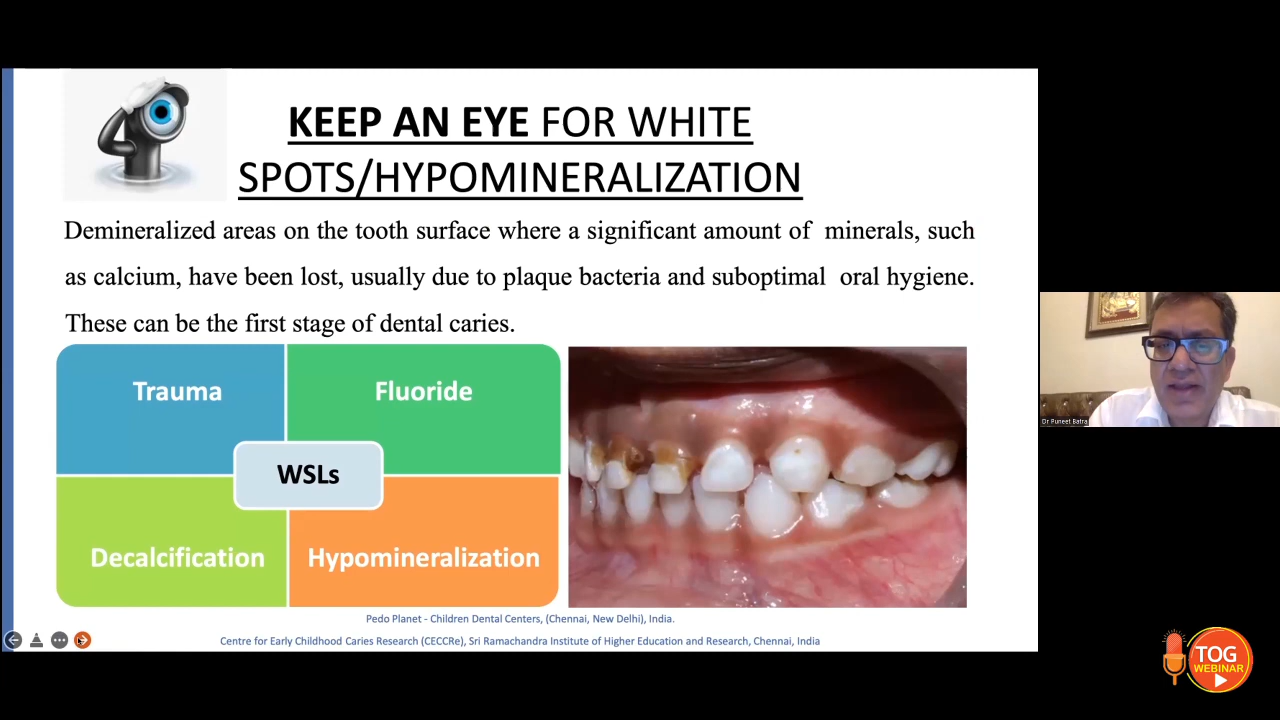 KEEP AN EYE FOR WHITE
SPOTS/HYPOMINERALIZATION
Demineralized areas on the tooth surface where a significant amount of minerals, such
as calcium, have been lost, usually due to plaque bacteria and suboptimal oral hygiene.
These can be the first stage of dental caries.
Trauma
Fluoride
WSLs
Decalcification
Hypomineralization
Pedo Planet - Children Dental Centers, (Chennai, New Delhi), India.
Centre for Early Childhood Caries Research (CECCRe), Sri Ramachandra Institute of Higher Education and Research, Chennai, India
Dr Puneet Batra
TOG
WEBINAR